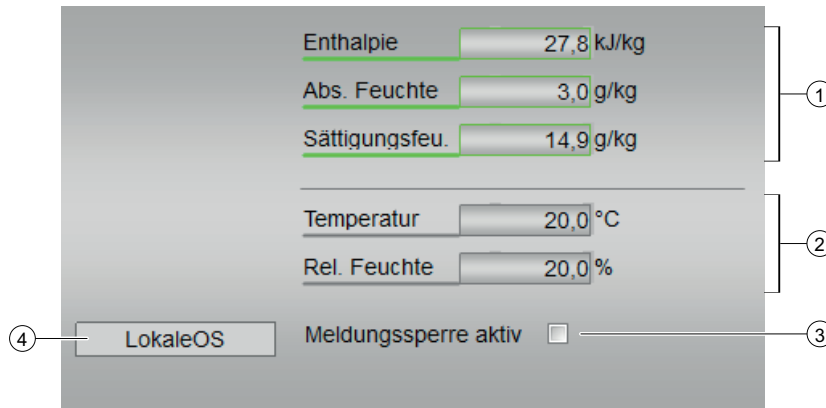 Enthalpie 27,8 kJ/kg
Abs. Feuchte 3,0 g/kg
1
Sättigungsfeu. 14,9 g/kg
Temperatur 20,0 °C
2
Rel. Feuchte 20,0 %
4 LokaleOS Meldungssperre aktiv 3